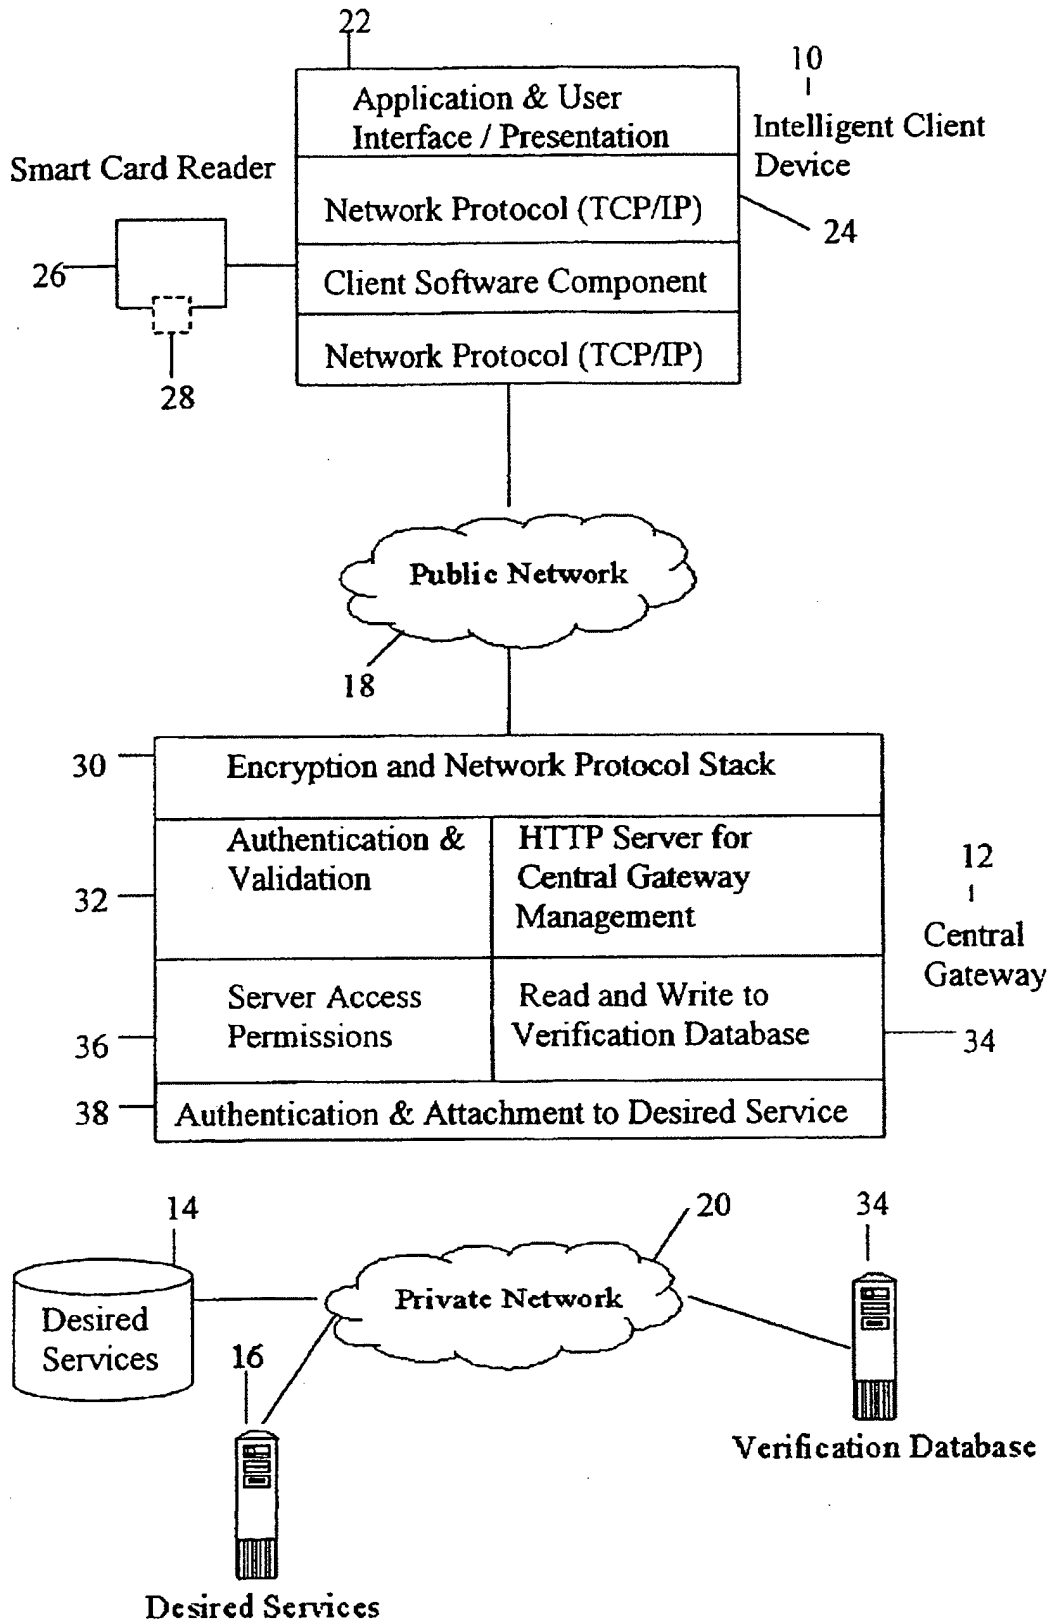 22
10
Application & User
Interface / Presentation
Intelligent Client
Device
Smart Card Reader
Network Protocol (TCP/IP)
24
26
Client Software Component
Network Protocol (TCP/IP)
28
Public Network
18
30
Encryption and Network Protocol Stack
Authentication &
Validation
HTTP Server for
Central Gateway
Management
32
12
Central
Gateway
Server Access
Permissions
Read and Write to
Verification Database
36
34
38
Authentication & Attachment to Desired Service
14
20
34
Desired
Services
Private Network
16
Verification Database
Desired Services